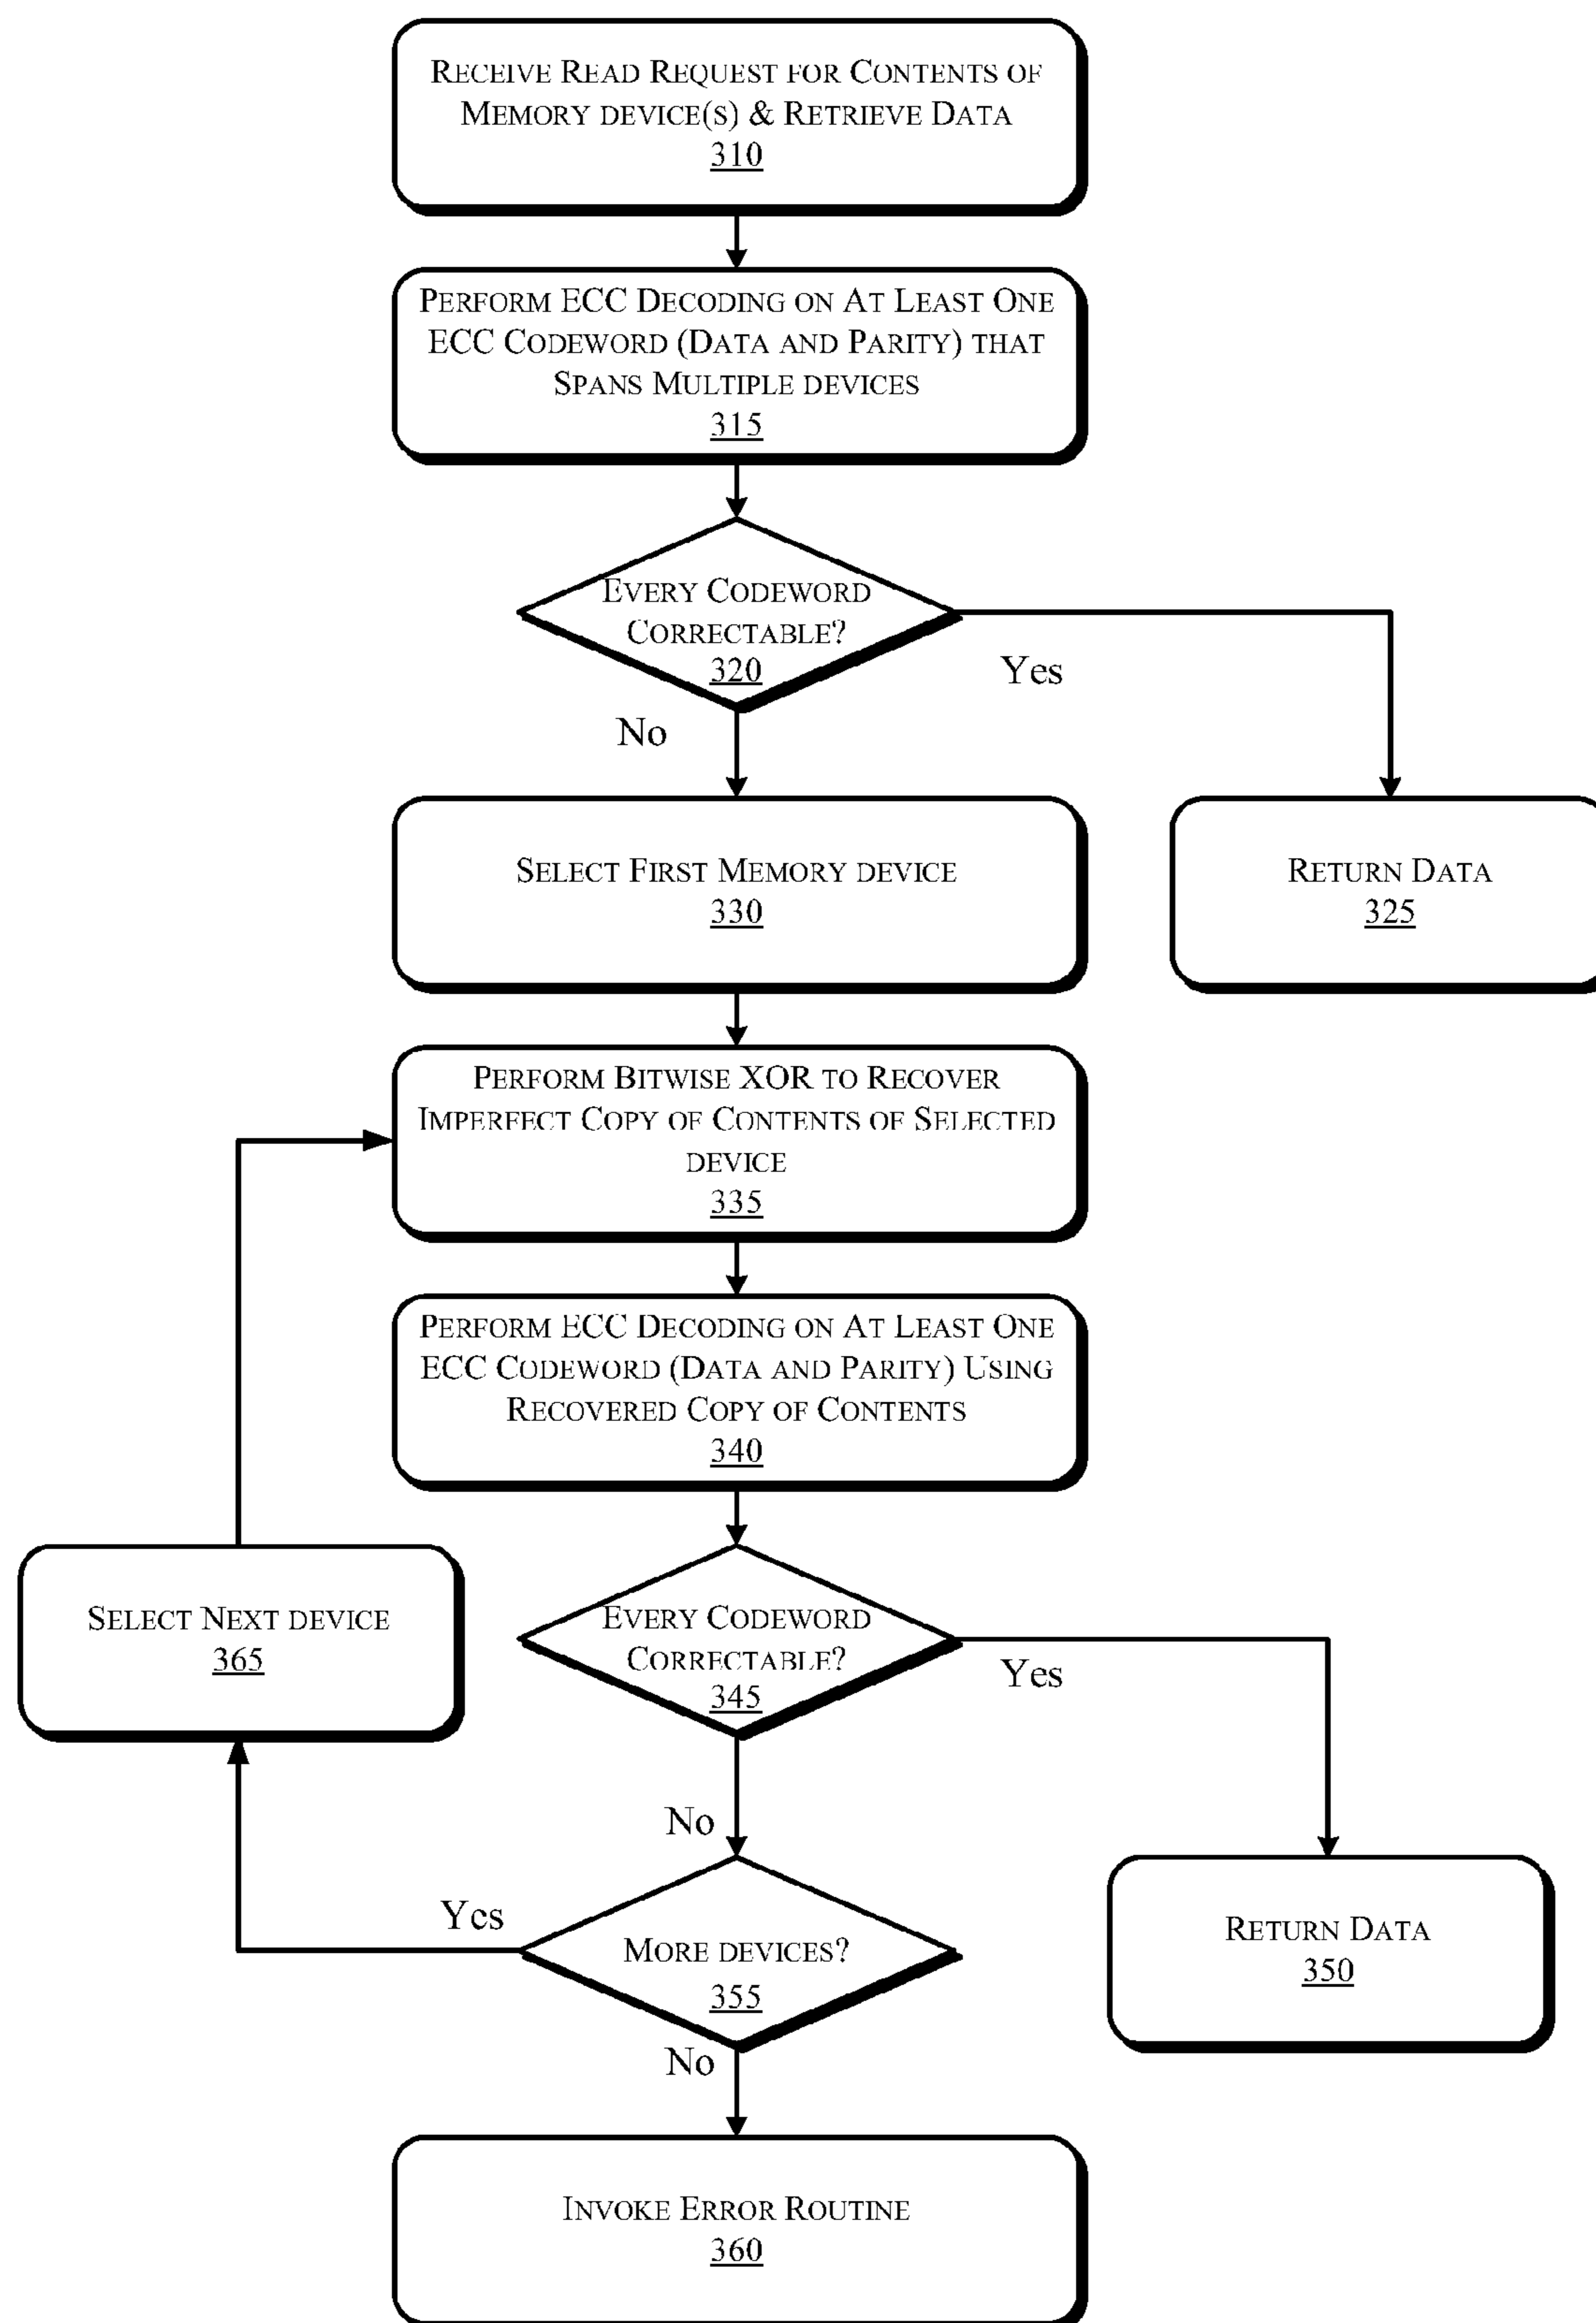 RECEIVE READ REQUEST FOR CONTENTS OF
MEMORY DEVICE(S) & RETRIEVE DATA
310
PERFORM ECC DECODING ON AT LEAST ONE
ECC CODEWORD (DATA AND PARITY) THAT
SPANS MULTIPLE DEVICES
315
EVERY CODEWORD
CORRECTABLE?
320
Yes
No
SELECT FIRST MEMORY DEVICE
330
RETURN DATA
325
PERFORM BITWISE XOR TO RECOVER
IMPERFECT COPY OF CONTENTS OF SELECTED
DEVICE
335
PERFORM ECC DECODING ON AT LEAST ONE
ECC CODEWORD (DATA AND PARITY) USING
RECOVERED COPY OF CONTENTS
340
SELECT NEXT DEVICE
365
EVERY CODEWORD
CORRECTABLE?
345
Yes
No
Yes
MORE DEVICES?
355
RETURN DATA
350
No
INVOKE ERROR ROUTINE
360